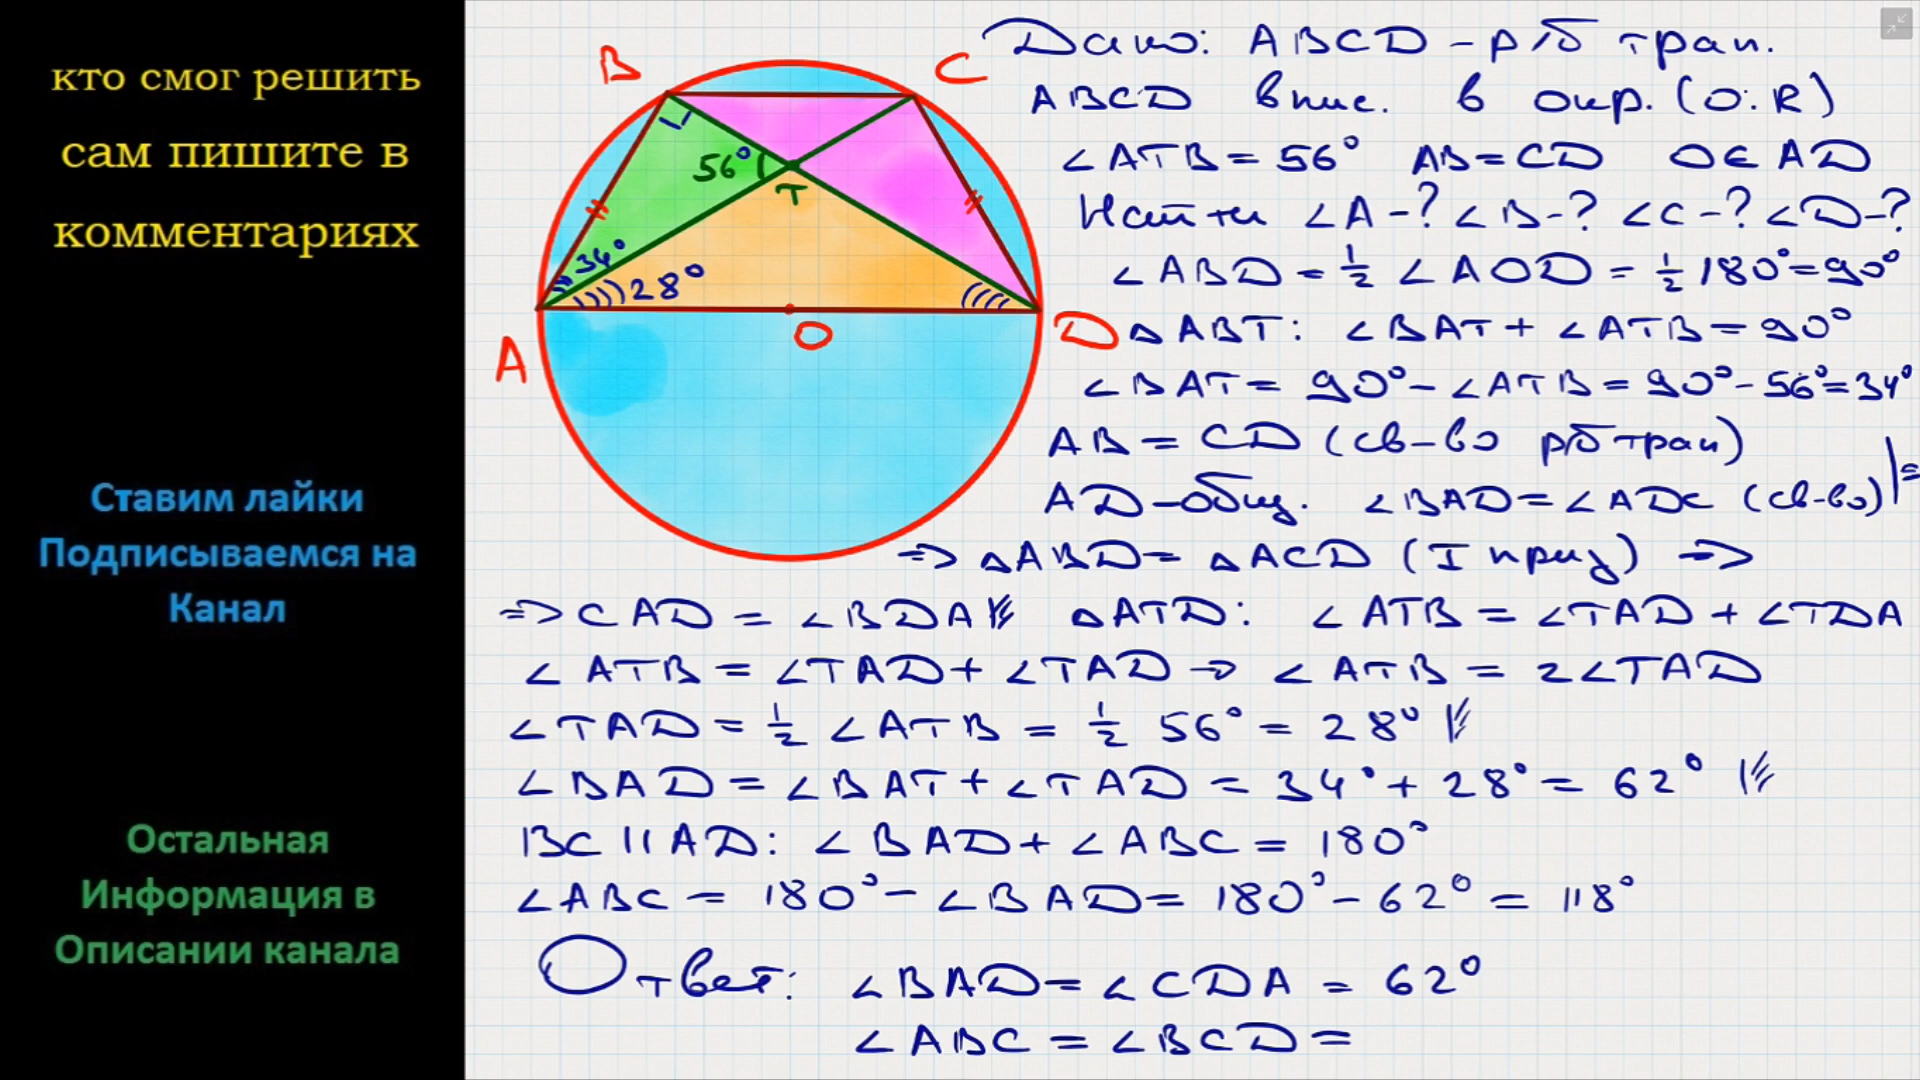 кто смог решить
сам пишите в
комментариях
Ставим лайки
Подписываемся на
Канал
Остальная
Информация в
Описании канала
B
C
56°
T
34°
28°
A
O
D
Дано: ABCD – р/б трап.
ABCD впис. в окр. (O; R)
∠ATB = 56° AB = CD O ∈ AD
Найти ∠A – ? ∠B – ? ∠C – ? ∠D – ?
∠ABD = 1/2 ∠AOD = 1/2 180° = 90°
△ABT: ∠BAT + ∠ATB = 90°
∠BAT = 90° – ∠ATB = 90° – 56° = 34°
AB = CD (св-во р/б трап)
AD – общ. ∠BAD = ∠ADC (св-во) | =
=> △ABD = △ACD (I приз) =>
=> CAD = ∠BDA △ATD: ∠ATB = ∠TAD + ∠TDA
∠ATB = ∠TAD + ∠TAD → ∠ATB = 2∠TAD
∠TAD = 1/2 ∠ATB = 1/2 56° = 28°
∠BAD = ∠BAT + ∠TAD = 34° + 28° = 62°
BC || AD: ∠BAD + ∠ABC = 180°
∠ABC = 180° – ∠BAD = 180° – 62° = 118°
Ответ: ∠BAD = ∠CDA = 62°
∠ABC = ∠BCD =